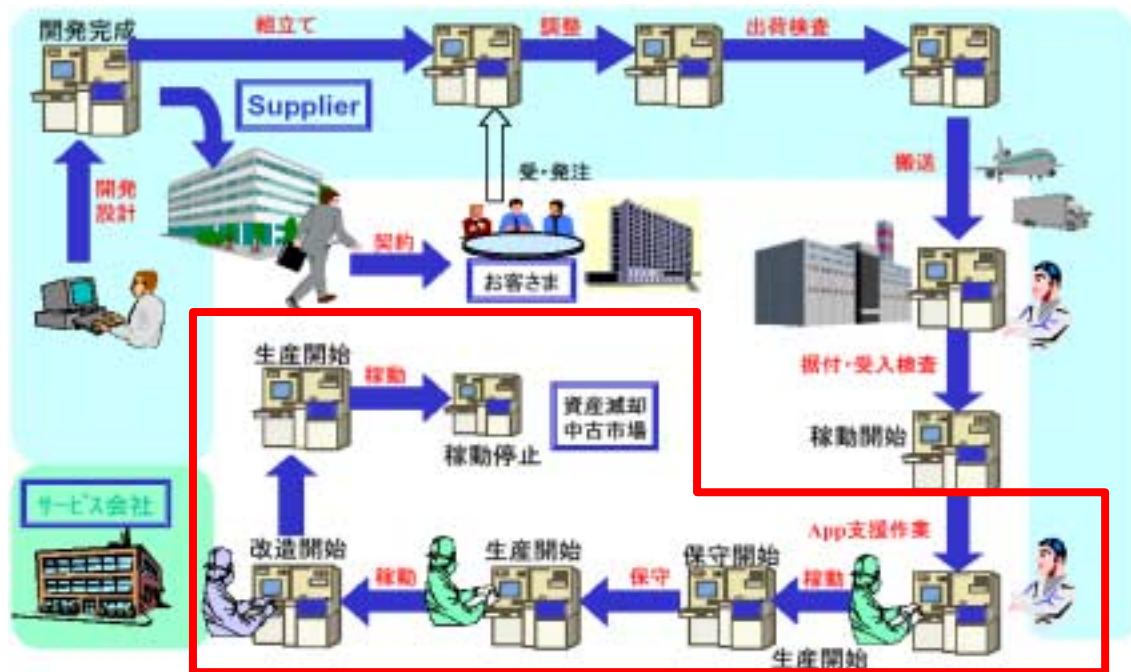 開発完成
組立て
調整
出荷検査
Supplier
受・発注
搬送
開発
設計
契約
お客さま
据付・受入検査
生産開始
稼動
資産滅却
中古市場
稼動停止
稼動開始
サービス会社
App支援作業
改造開始
生産開始
保守開始
稼動
保守
稼動
生産開始